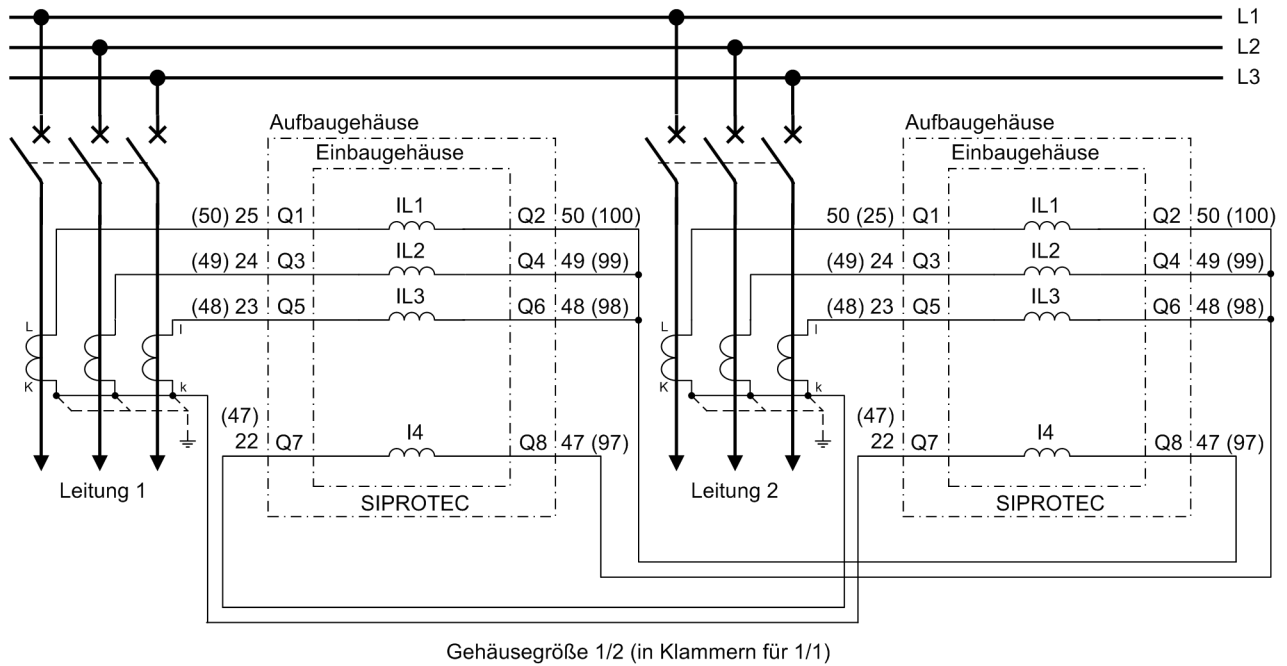 L1
L2
L3
Aufbaugehäuse
Aufbaugehäuse
Einbaugehäuse
Einbaugehäuse
(50) 25 Q1 IL1 Q2 50 (100)
50 (25) Q1 IL1 Q2 50 (100)
(49) 24 Q3 IL2 Q4 49 (99)
(49) 24 Q3 IL2 Q4 49 (99)
(48) 23 Q5 IL3 Q6 48 (98)
(48) 23 Q5 IL3 Q6 48 (98)
L l
L l
K k
K k
(47)
22 Q7 I4 Q8 47 (97)
(47)
22 Q7 I4 Q8 47 (97)
Leitung 1
SIPROTEC
Leitung 2
SIPROTEC
Gehäusegröße 1/2 (in Klammern für 1/1)